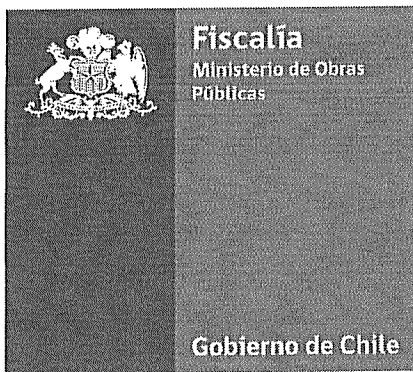 Fiscalía
Ministerio de Obras
Públicas
Gobierno de Chile